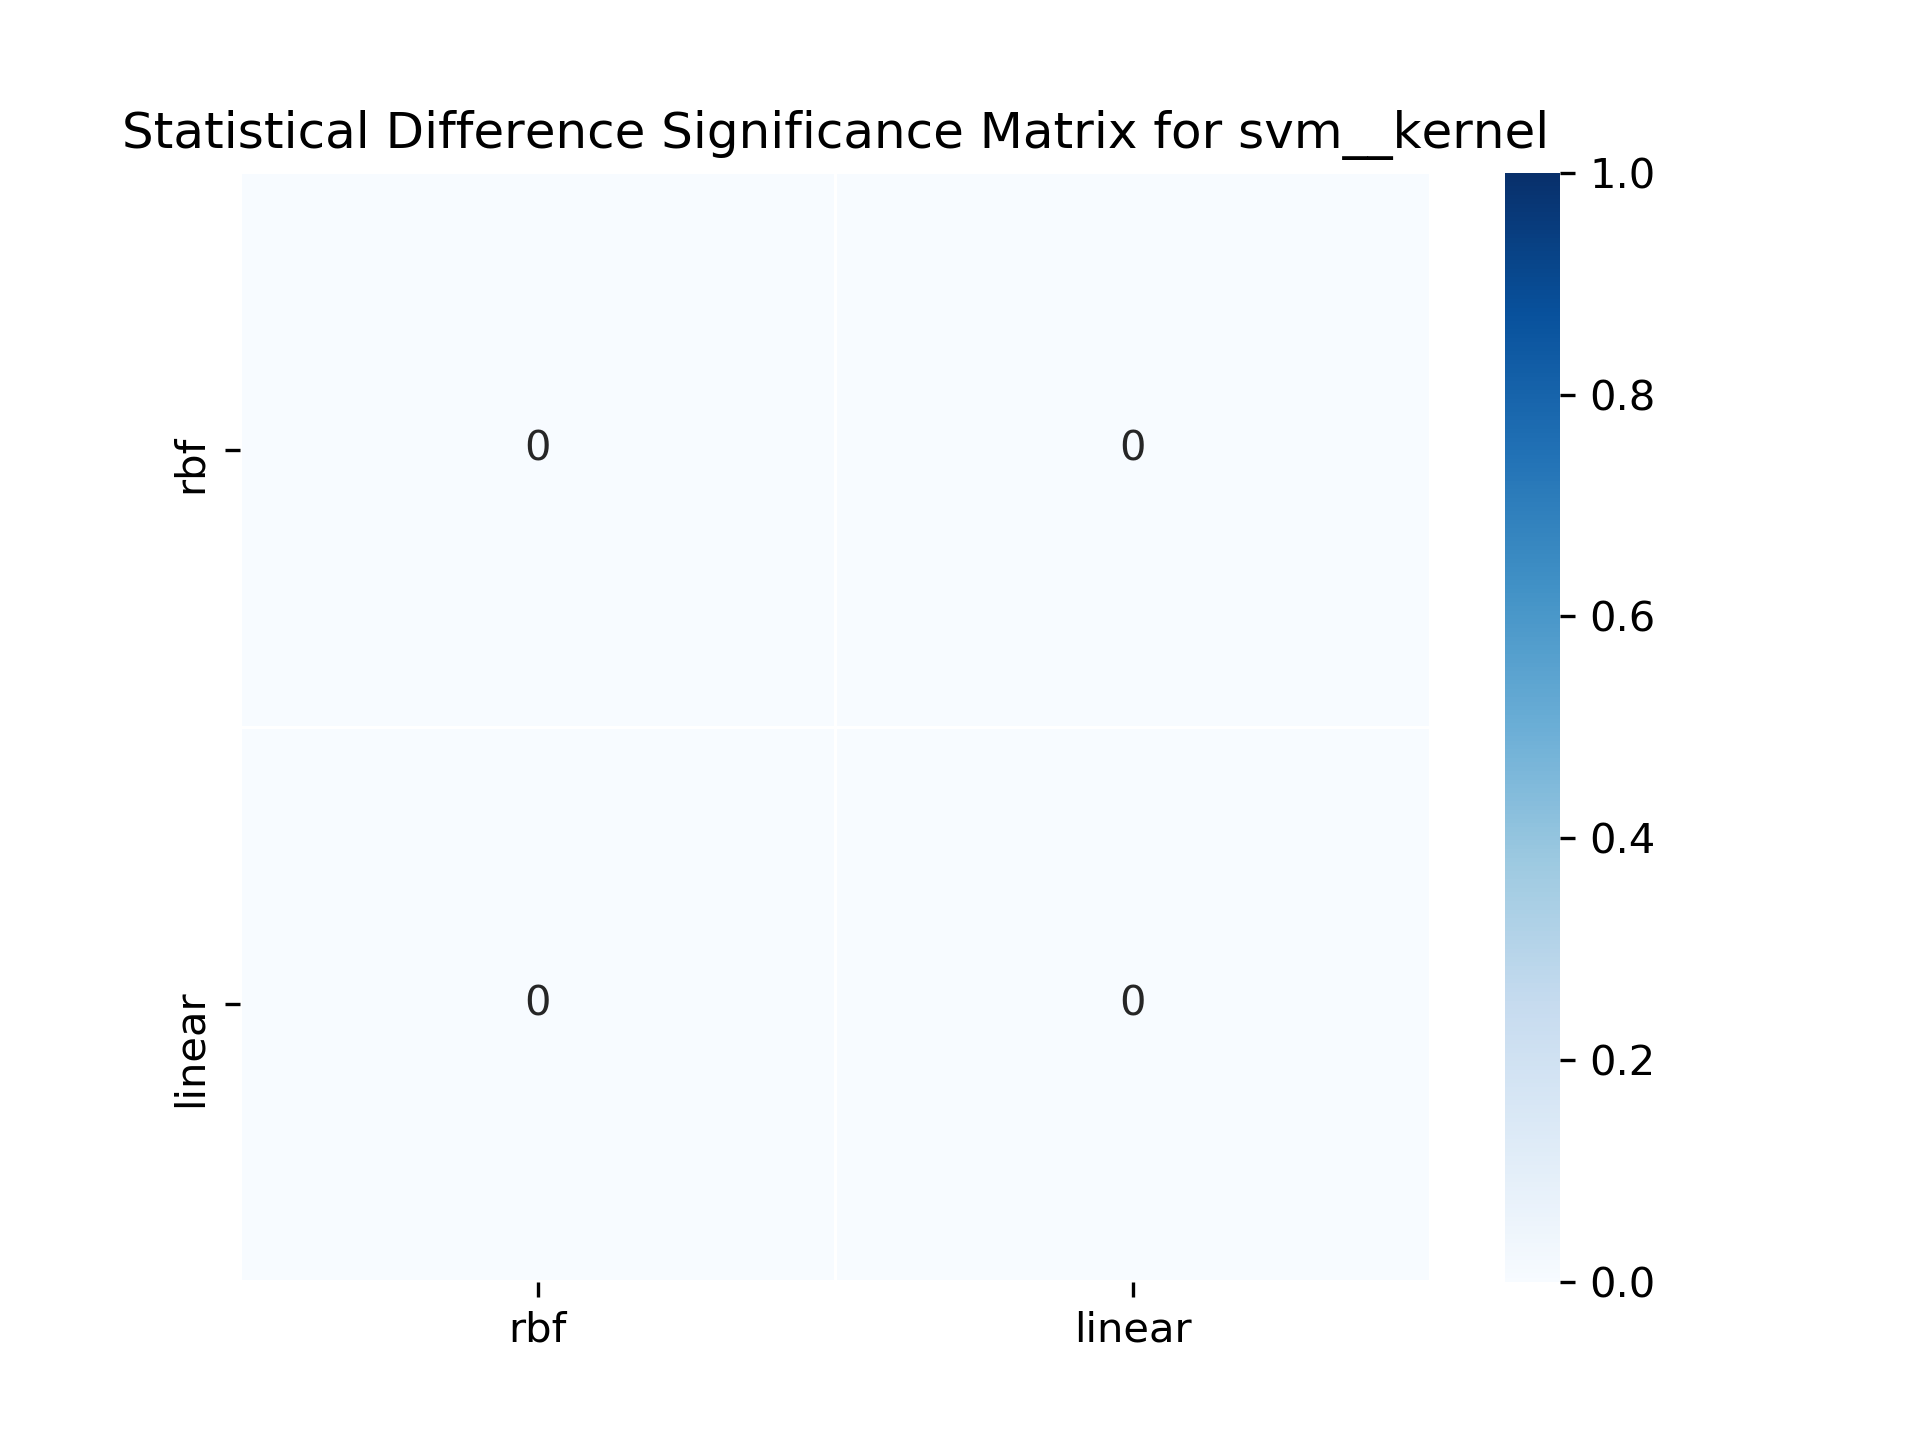 Statistical Difference Significance Matrix for svm__kernel
1.0
0.8
0.6
0.4
0.2
0.0
rbf
0
0
linear
0
0
rbf
linear